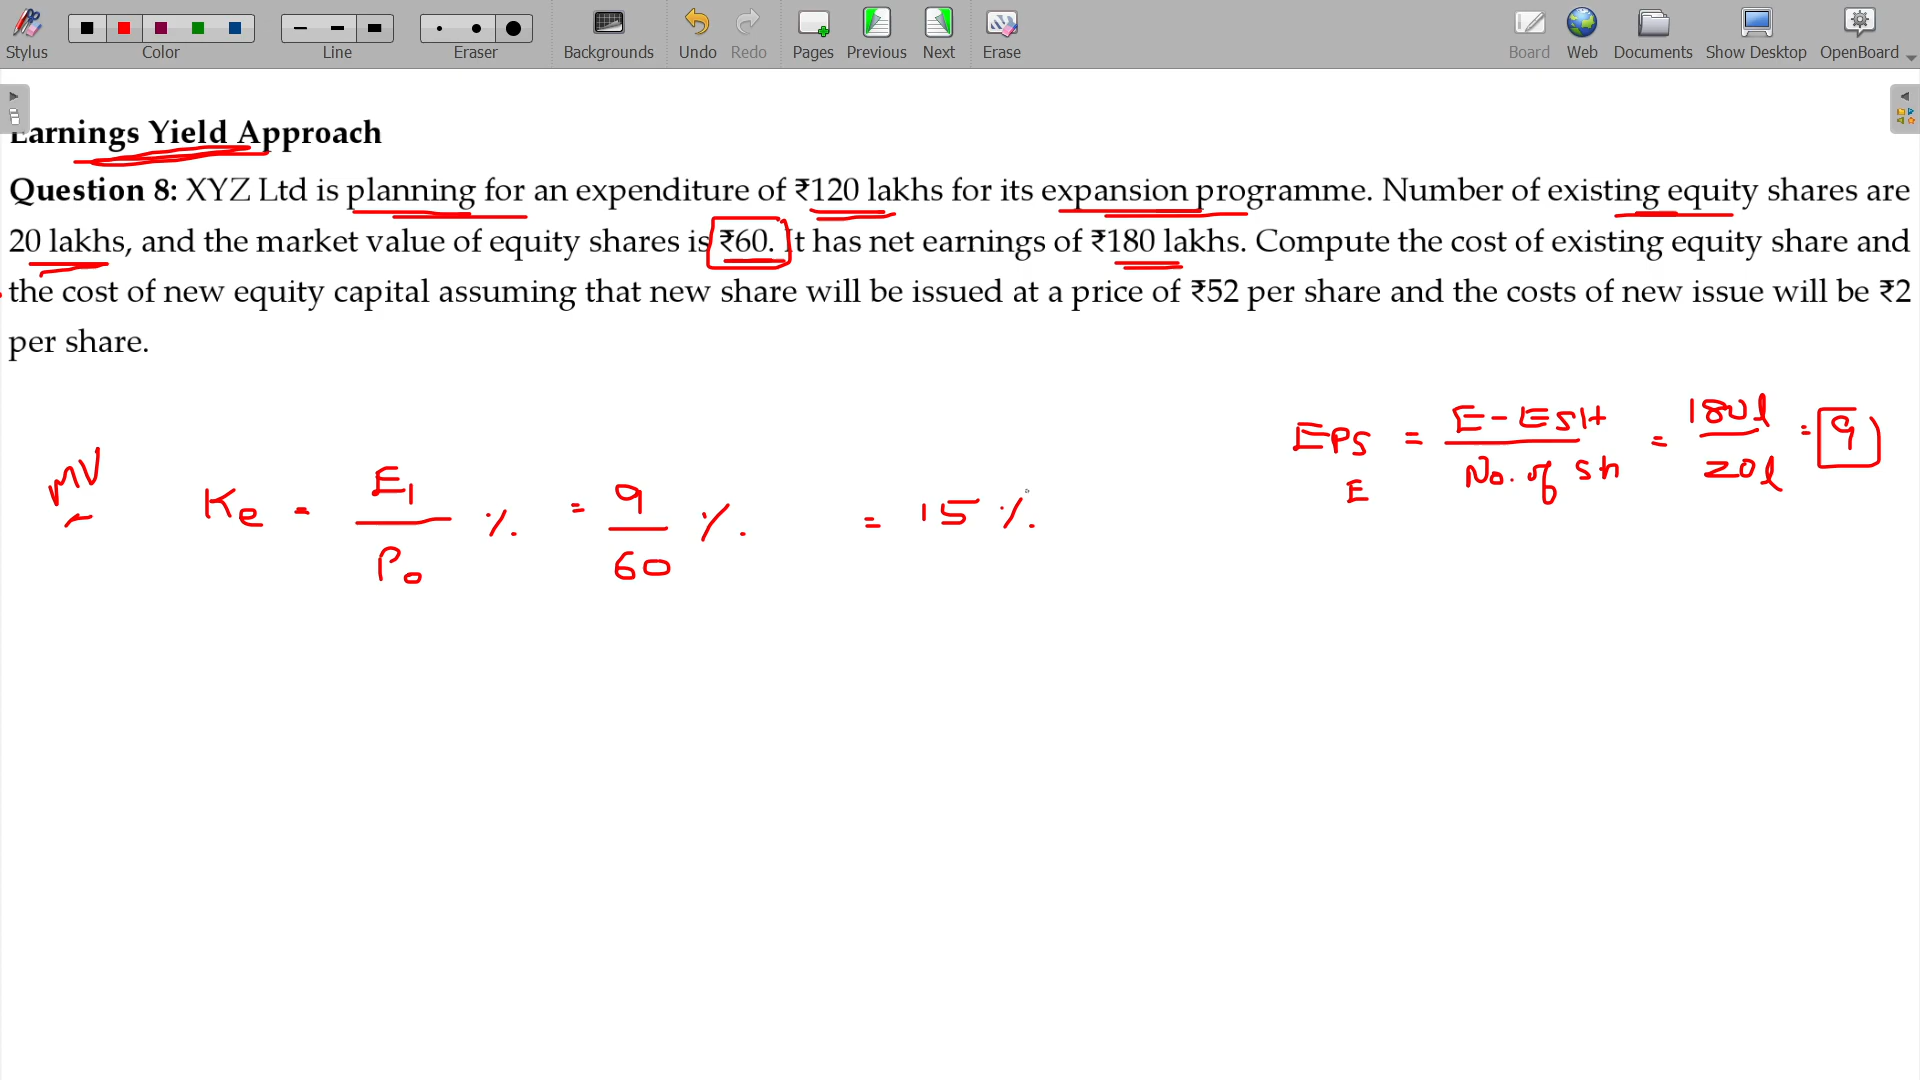 Stylus
Color
Line
Eraser
Backgrounds
Undo
Redo
Pages
Previous
Next
Erase
Board
Web
Documents
Show Desktop
OpenBoard
Earnings Yield Approach
Question 8: XYZ Ltd is planning for an expenditure of ₹120 lakhs for its expansion programme. Number of existing equity shares are
20 lakhs, and the market value of equity shares is ₹60. It has net earnings of ₹180 lakhs. Compute the cost of existing equity share and
the cost of new equity capital assuming that new share will be issued at a price of ₹52 per share and the costs of new issue will be ₹2
per share.
EPS = E - ESH / No. of Sh = 180l / 20l = 9
E
MV
Ke = E1 / P0 % = 9 / 60 % = 15 %